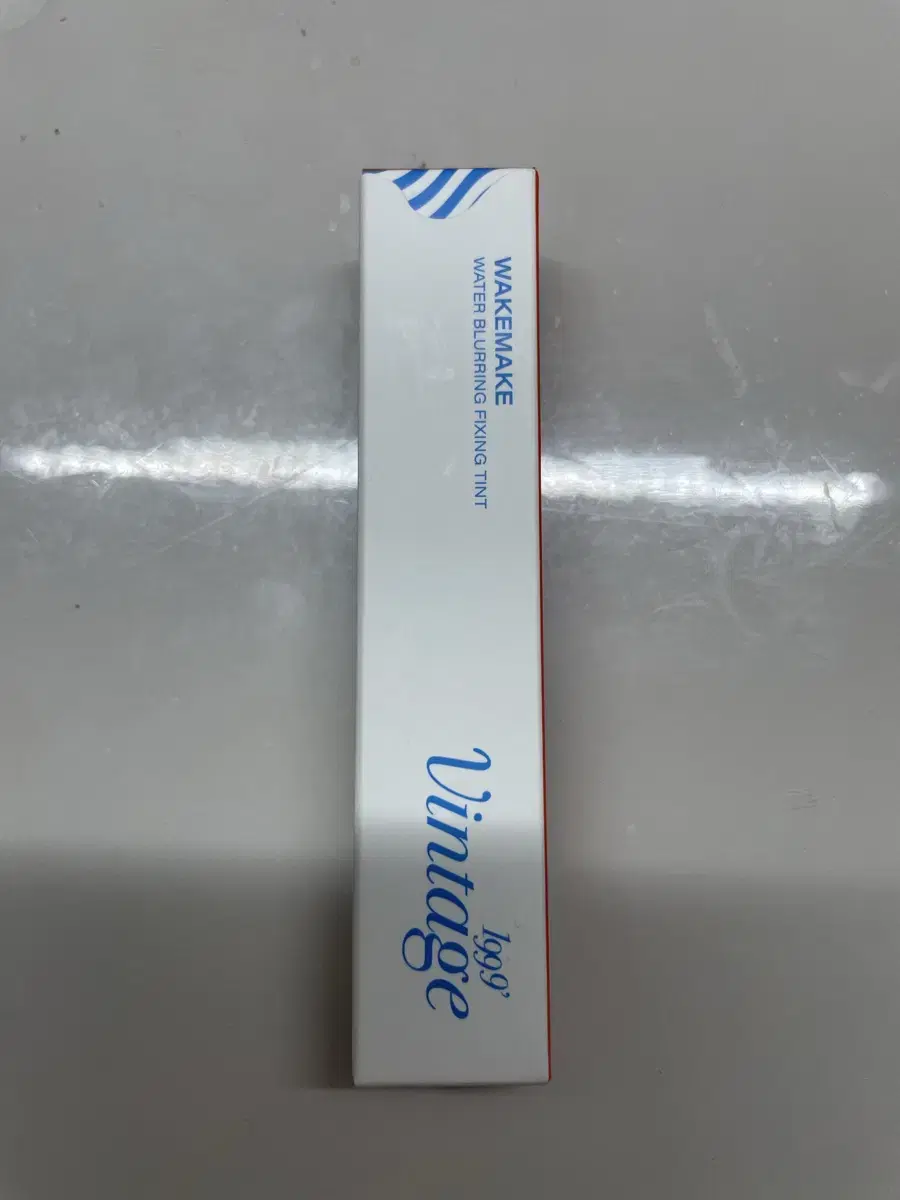 WAKEMAKE
WATER BLURRING FIXING TINT
1999’
Vintage